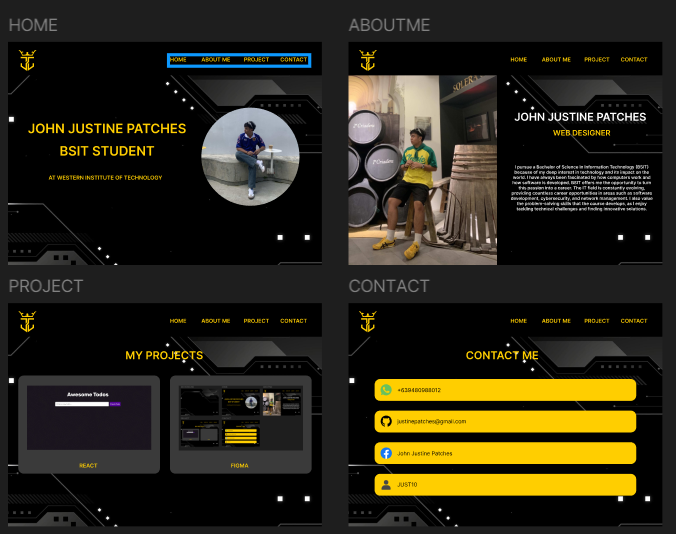 HOME
HOME ABOUT ME PROJECT CONTACT
JOHN JUSTINE PATCHES
BSIT STUDENT
AT WESTERN INSTITUTE OF TECHNOLOGY
ABOUTME
HOME ABOUT ME PROJECT CONTACT
SOLERA
JOHN JUSTINE PATCHES
WEB DESIGNER
I pursue a Bachelor of Science in Information Technology (BSIT)
because of my deep interest in technology and its impact on the
world. I have always been fascinated by how computers work and
how software is developed. BSIT offers me the opportunity to turn
this passion into a career. The IT field is constantly evolving,
providing countless career opportunities in areas such as software
development, cybersecurity, and network management. I also value
the problem-solving skills that the course develops, as I enjoy
tackling technical challenges and finding innovative solutions.
PROJECT
HOME ABOUT ME PROJECT CONTACT
MY PROJECTS
Awesome Todos
REACT
FIGMA
CONTACT
HOME ABOUT ME PROJECT CONTACT
CONTACT ME
+639480988012
justinepatches@gmail.com
John Justine Patches
JUST10